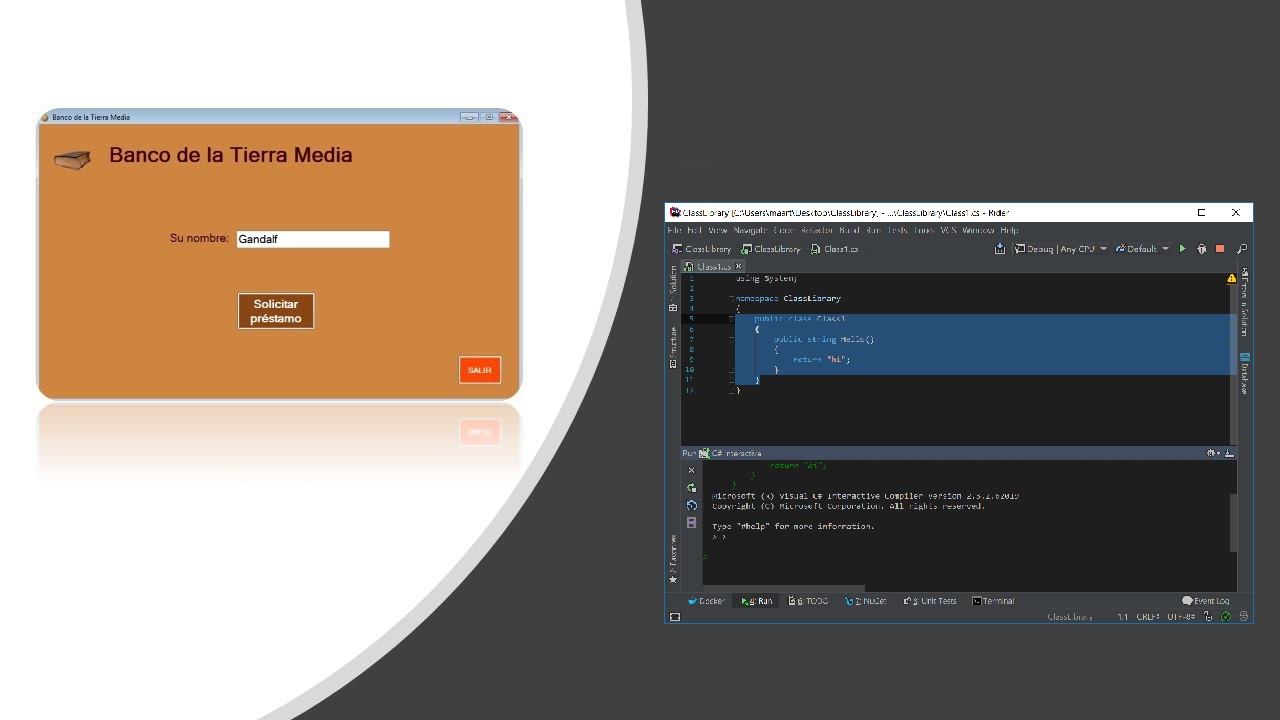 Banco de la Tierra Media
Banco de la Tierra Media
Su nombre: Gandalf
Solicitar
préstamo
SALIR
ClassLibrary [C:\Users\maart\Desktop\ClassLibrary] - ...\ClassLibrary\Class1.cs - Rider
File Edit View Navigate Code Refactor Build Run Tests Tools VCS Window Help
ClassLibrary ClassLibrary Class1.cs Debug | Any CPU Default
Class1.cs
1 using System;
2
3 namespace ClassLibrary
4 {
5 public class Class1
6 {
7 public string Hello()
8 {
9 return "hi";
10 }
11 }
12 }
Solution
Structure
Favorites
Errors In Solution
Database
Run C# Interactive
return "hi";
}
}
Microsoft (R) Visual C# Interactive Compiler version 2.3.2.62019
Copyright (C) Microsoft Corporation. All rights reserved.
Type "#help" for more information.
> >
>
Docker 4: Run 6: TODO 7: NuGet 8: Unit Tests Terminal Event Log
ClassLibrary 1:1 CRLF UTF-8